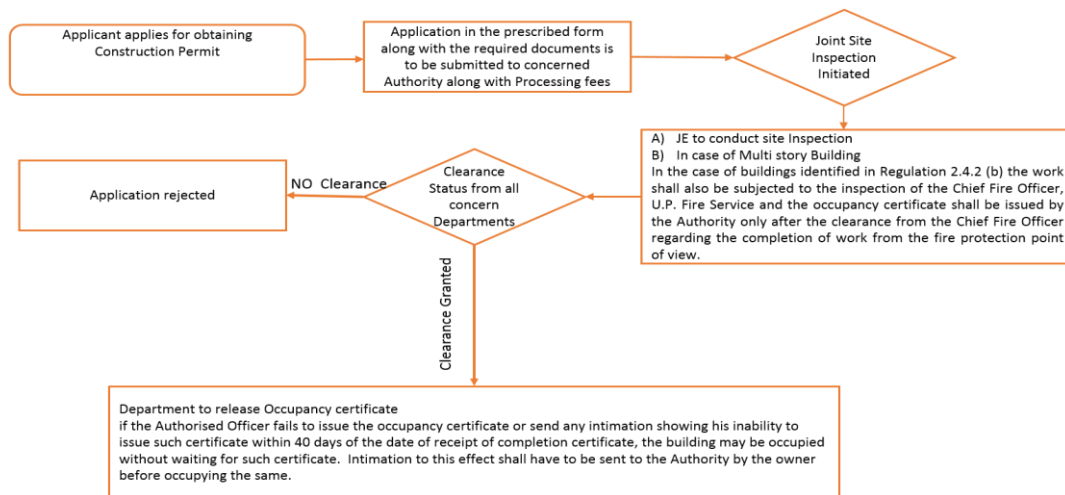 Applicant applies for obtaining
Construction Permit
Application in the prescribed form
along with the required documents is
to be submitted to concerned
Authority along with Processing fees
Joint Site
Inspection
Initiated
A) JE to conduct site Inspection
B) In case of Multi story Building
In the case of buildings identified in Regulation 2.4.2 (b) the work
shall also be subjected to the inspection of the Chief Fire Officer,
U.P. Fire Service and the occupancy certificate shall be issued by
the Authority only after the clearance from the Chief Fire Officer
regarding the completion of work from the fire protection point
of view.
Clearance
Status from all
concern
Departments
NO Clearance
Application rejected
Clearance Granted
Department to release Occupancy certificate
if the Authorised Officer fails to issue the occupancy certificate or send any intimation showing his inability to
issue such certificate within 40 days of the date of receipt of completion certificate, the building may be occupied
without waiting for such certificate. Intimation to this effect shall have to be sent to the Authority by the owner
before occupying the same.